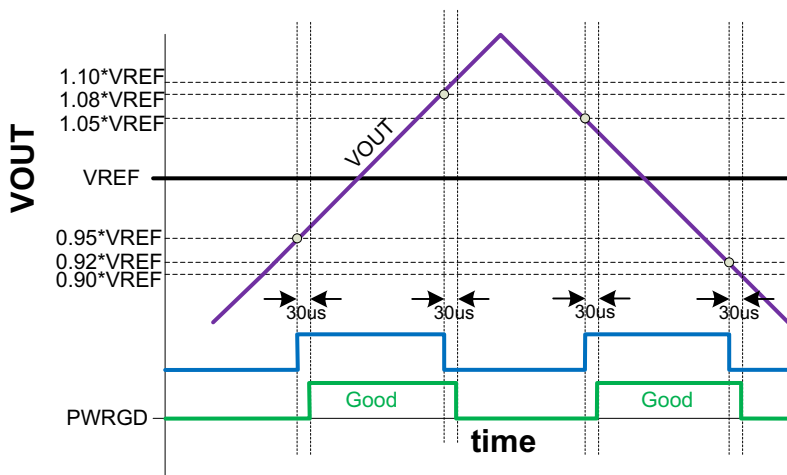 1.10*VREF
1.08*VREF
1.05*VREF
VOUT
VOUT
VREF
0.95*VREF
0.92*VREF
0.90*VREF
30us
30us
30us
30us
Good
Good
PWRGD
time